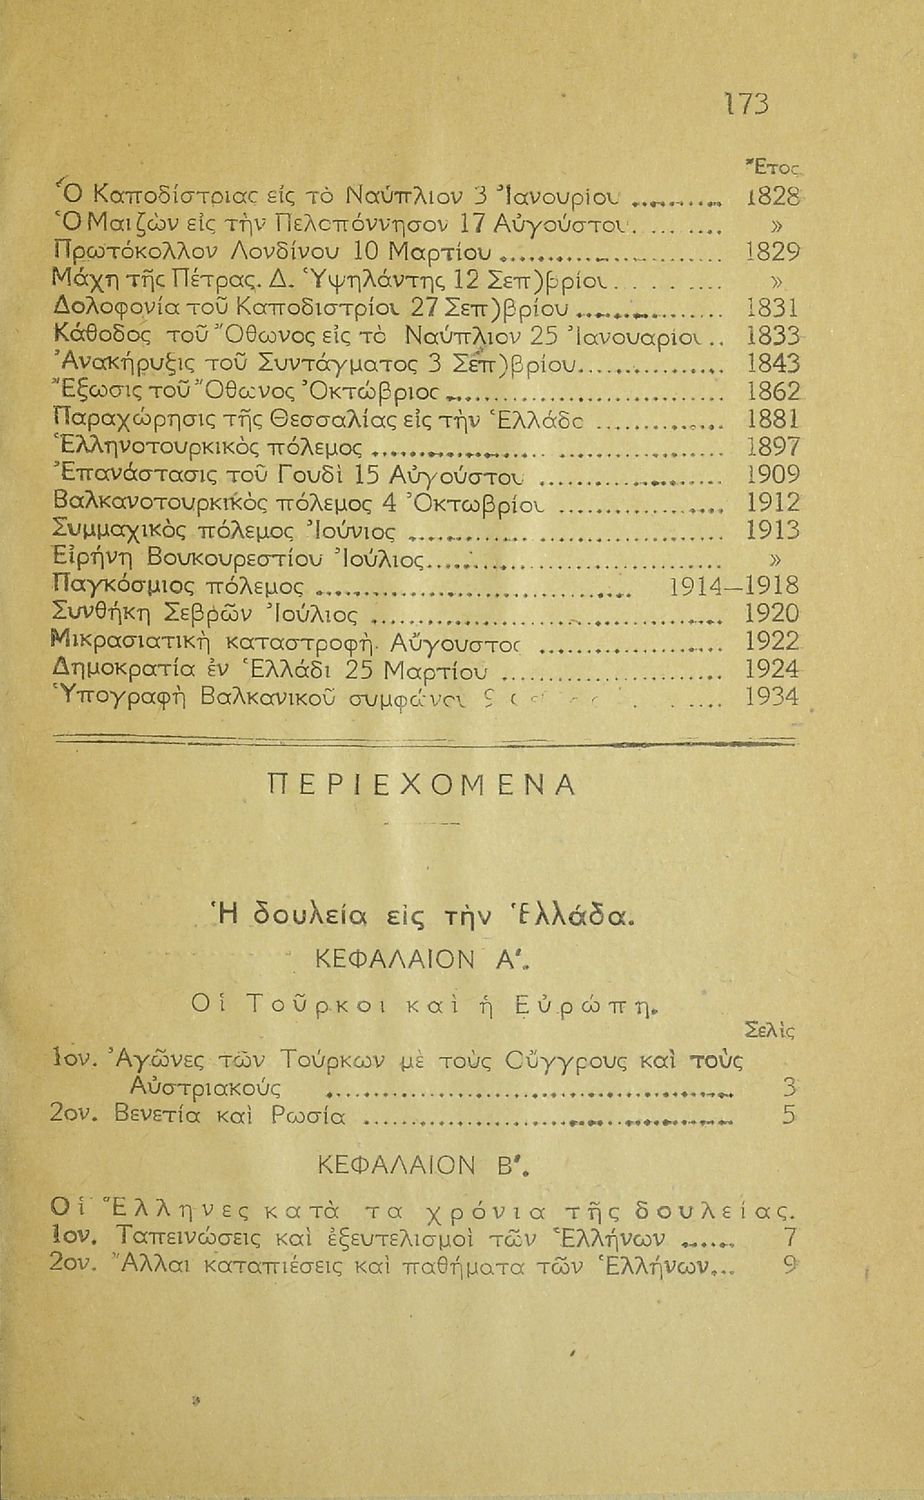 173
Ἔτος
Ὁ Καποδίστριας εἰς τὸ Ναύπλιον 3 Ἰανουρίου ........ 1828
Ὁ Μαιζὼν εἰς τὴν Πελοπόννησον 17 Αὐγούστου ........ »
Πρωτόκολλον Λονδίνου 10 Μαρτίου ........ 1829
Μάχη τῆς Πέτρας. Δ. Ὑψηλάντης 12 Σεπ)βρίου ........ »
Δολοφονία τοῦ Καποδιστρίου 27 Σεπ)βρίου ........ 1831
Κάθοδος τοῦ Ὄθωνος εἰς τὸ Ναύπλιον 25 Ἰανουαρίου .. 1833
Ἀνακήρυξις τοῦ Συντάγματος 3 Σεπ)βρίου ........ 1843
Ἔξωσις τοῦ Ὄθωνος Ὀκτώβριος ........ 1862
Παραχώρησις τῆς Θεσσαλίας εἰς τὴν Ἑλλάδα ........ 1881
Ἑλληνοτουρκικὸς πόλεμος ........ 1897
Ἐπανάστασις τοῦ Γουδὶ 15 Αὐγούστου ........ 1909
Βαλκανοτουρκικὸς πόλεμος 4 Ὀκτωβρίου ........ 1912
Συμμαχικὸς πόλεμος Ἰούνιος ........ 1913
Εἰρήνη Βουκουρεστίου Ἰούλιος ........ »
Παγκόσμιος πόλεμος ........ 1914—1918
Συνθήκη Σεβρῶν Ἰούλιος ........ 1920
Μικρασιατικὴ καταστροφὴ Αὔγουστος ........ 1922
Δημοκρατία ἐν Ἑλλάδι 25 Μαρτίου ........ 1924
Ὑπογραφὴ Βαλκανικοῦ συμφώνου ........ 1934
ΠΕΡΙΕΧΟΜΕΝΑ
Ἡ δουλεία εἰς τὴν Ἑλλάδα.
ΚΕΦΑΛΑΙΟΝ Α'.
Οἱ Τοῦρκοι καὶ ἡ Εὐρώπη.
Σελὶς
1ον. Ἀγῶνες τῶν Τούρκων μὲ τοὺς Οὕγγρους καὶ τοὺς
Αὐστριακούς ........ 3
2ον. Βενετία καὶ Ρωσία ........ 5
ΚΕΦΑΛΑΙΟΝ Β'.
Οἱ Ἕλληνες κατὰ τα χρόνια τῆς δουλείας.
1ον. Ταπεινώσεις καὶ ἐξευτελισμοὶ τῶν Ἑλλήνων ...... 7
2ον. Ἄλλαι καταπιέσεις καὶ παθήματα τῶν Ἑλλήνων... 9